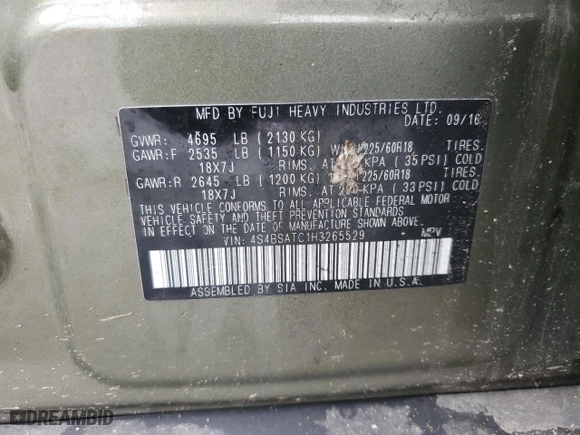 MFD BY FUJI HEAVY INDUSTRIES LTD.
DATE: 09/16
GVWR: 4695 LB (2130 KG)
GAWR:F 2535 LB (1150 KG) 225/60R18 TIRES.
18X7J RIMS. AT KPA (35 PSI) COLD
GAWR:R 2645 LB (1200 KG) 225/60R18 TIRES.
18X7J RIMS. AT KPA (33 PSI) COLD
THIS VEHICLE CONFORMS TO ALL APPLICABLE FEDERAL MOTOR
VEHICLE SAFETY AND THEFT PREVENTION STANDARDS
IN EFFECT ON THE DATE OF MANUFACTURE SHOWN ABOVE.
VIN: 4S4BSATC1H3265529 MPV
ASSEMBLED BY SIA INC. MADE IN U.S.A.
DREAMBID